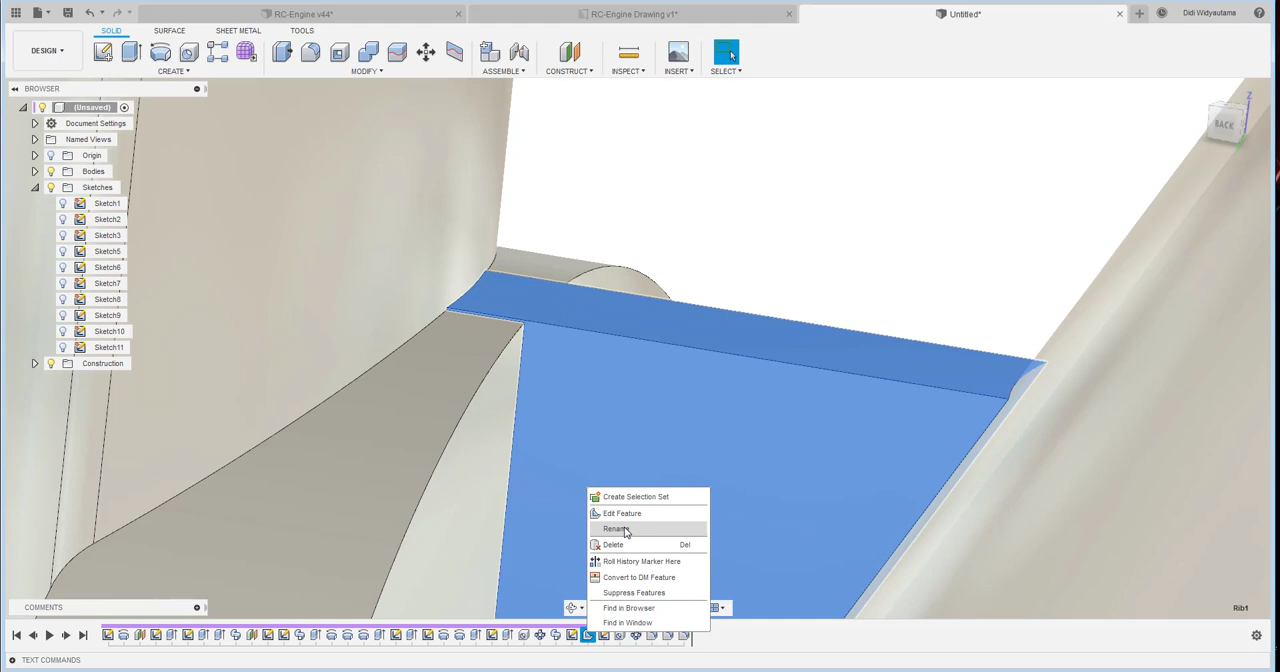 RC-Engine v44*
RC-Engine Drawing v1*
Untitled*
Didi Widyautama
SOLID
SURFACE
SHEET METAL
TOOLS
DESIGN
CREATE
MODIFY
ASSEMBLE
CONSTRUCT
INSPECT
INSERT
SELECT
BROWSER
(Unsaved)
Document Settings
Named Views
Origin
Bodies
Sketches
Sketch1
Sketch2
Sketch3
Sketch5
Sketch6
Sketch7
Sketch8
Sketch9
Sketch10
Sketch11
Construction
Z
BACK
Create Selection Set
Edit Feature
Rename
Delete Del
Roll History Marker Here
Convert to DM Feature
Suppress Features
Find in Browser
Find in Window
COMMENTS
Rib1
TEXT COMMANDS